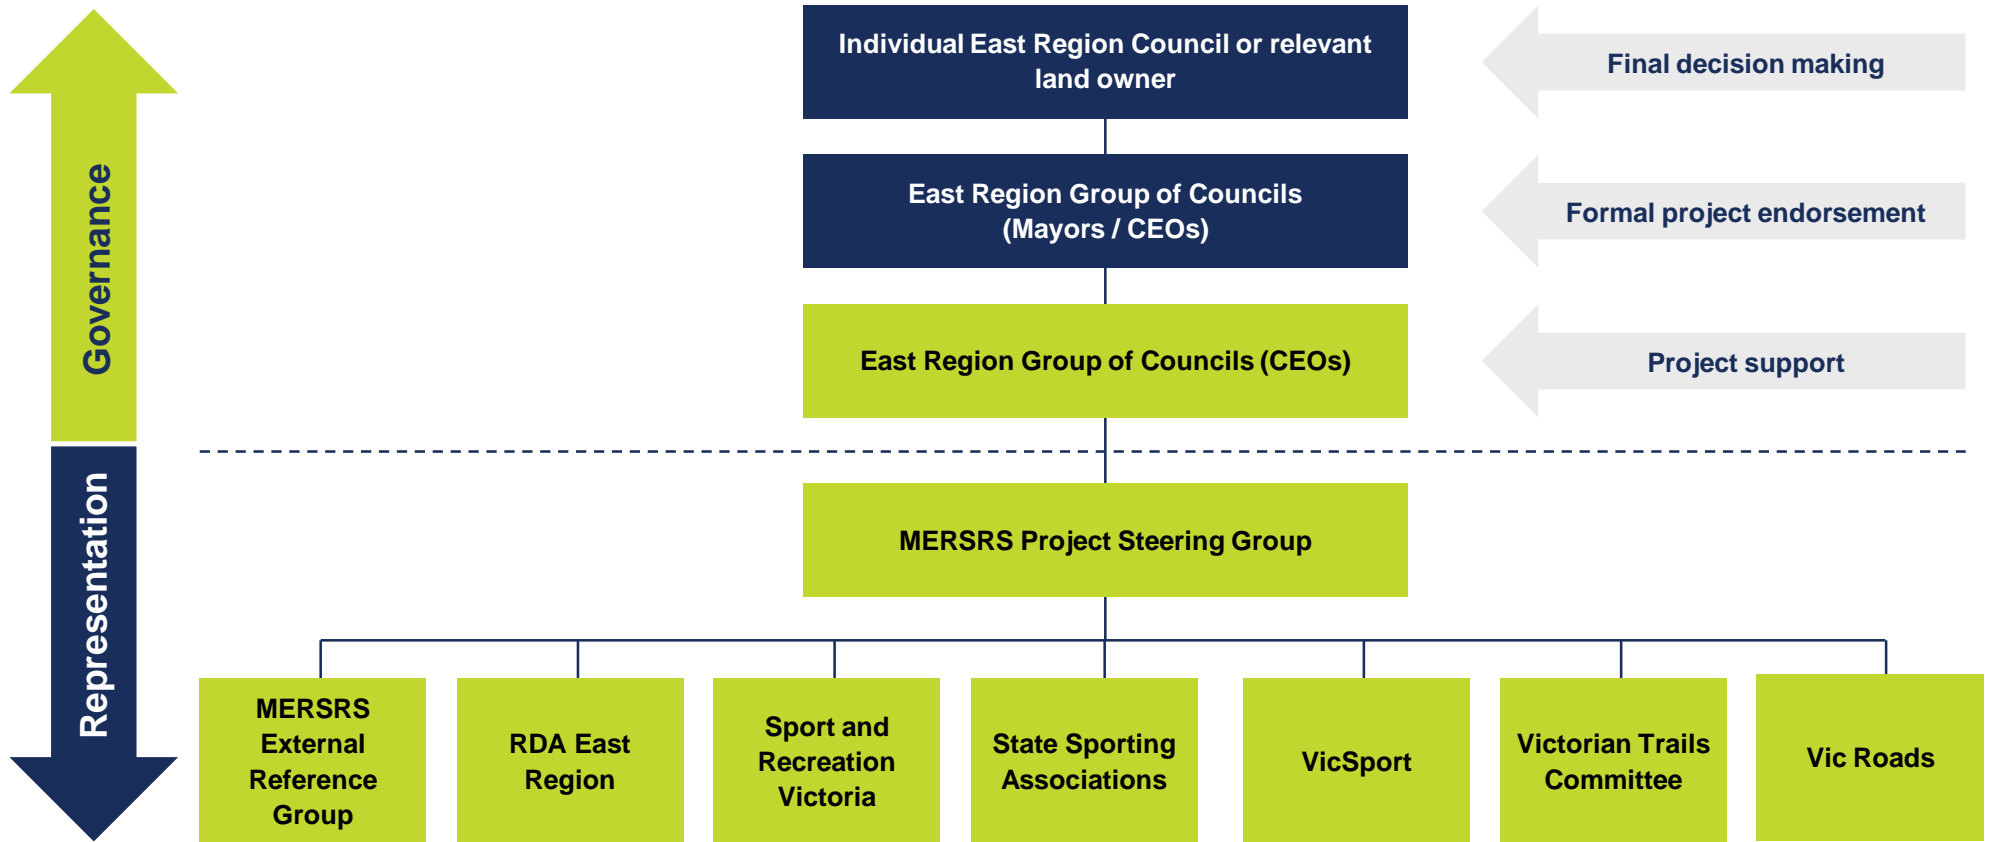 Individual East Region Council or relevant
land owner
Final decision making
East Region Group of Councils
(Mayors / CEOs)
Formal project endorsement
Governance
East Region Group of Councils (CEOs)
Project support
Representation
MERSRS Project Steering Group
MERSRS
External
Reference
Group
RDA East
Region
Sport and
Recreation
Victoria
State Sporting
Associations
VicSport
Victorian Trails
Committee
Vic Roads